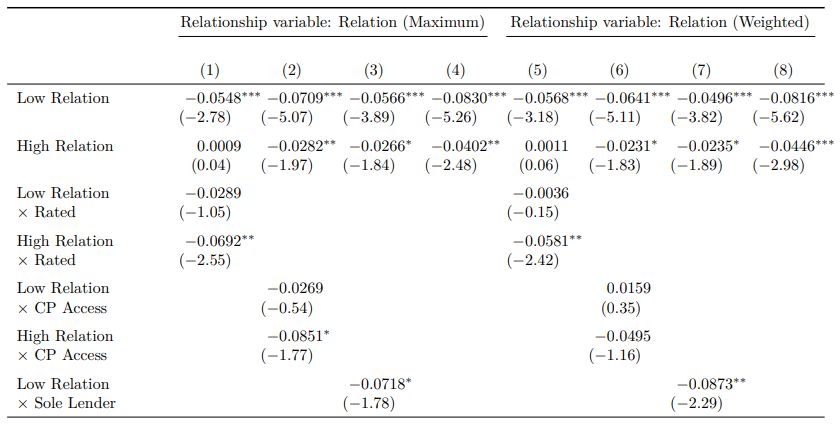 Relationship variable: Relation (Maximum) Relationship variable: Relation (Weighted)
(1) (2) (3) (4) (5) (6) (7) (8)
Low Relation −0.0548*** −0.0709*** −0.0566*** −0.0830*** −0.0568*** −0.0641*** −0.0496*** −0.0816***
(−2.78) (−5.07) (−3.89) (−5.26) (−3.18) (−5.11) (−3.82) (−5.62)
High Relation 0.0009 −0.0282** −0.0266* −0.0402** 0.0011 −0.0231* −0.0235* −0.0446***
(0.04) (−1.97) (−1.84) (−2.48) (0.06) (−1.83) (−1.89) (−2.98)
Low Relation −0.0289 −0.0036
× Rated (−1.05) (−0.15)
High Relation −0.0692** −0.0581**
× Rated (−2.55) (−2.42)
Low Relation −0.0269 0.0159
× CP Access (−0.54) (0.35)
High Relation −0.0851* −0.0495
× CP Access (−1.77) (−1.16)
Low Relation −0.0718* −0.0873**
× Sole Lender (−1.78) (−2.29)